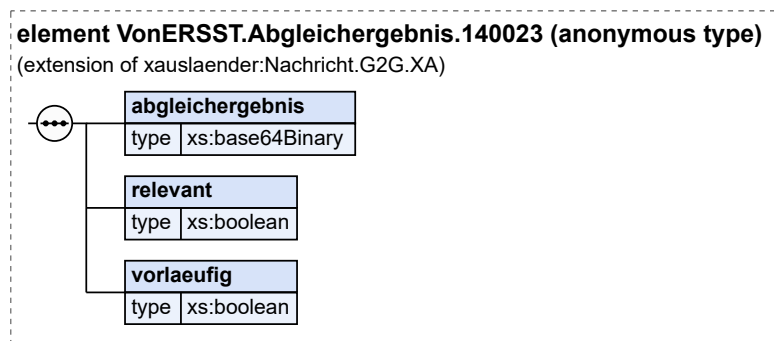 element VonERSST.Abgleichergebnis.140023 (anonymous type)
(extension of xauslaender:Nachricht.G2G.XA)
abgleichergebnis
type xs:base64Binary
relevant
type xs:boolean
vorlaeufig
type xs:boolean